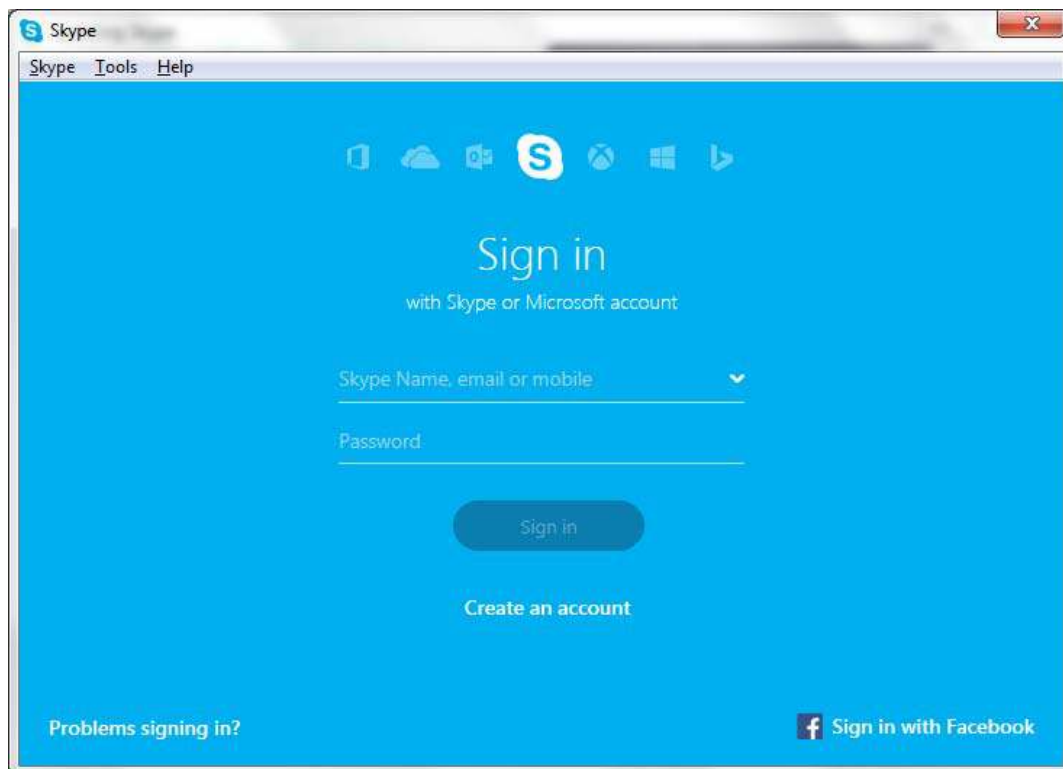 Skype
Skype Tools Help
Sign in
with Skype or Microsoft account
Skype Name, email or mobile
Password
Sign in
Create an account
Problems signing in?
Sign in with Facebook